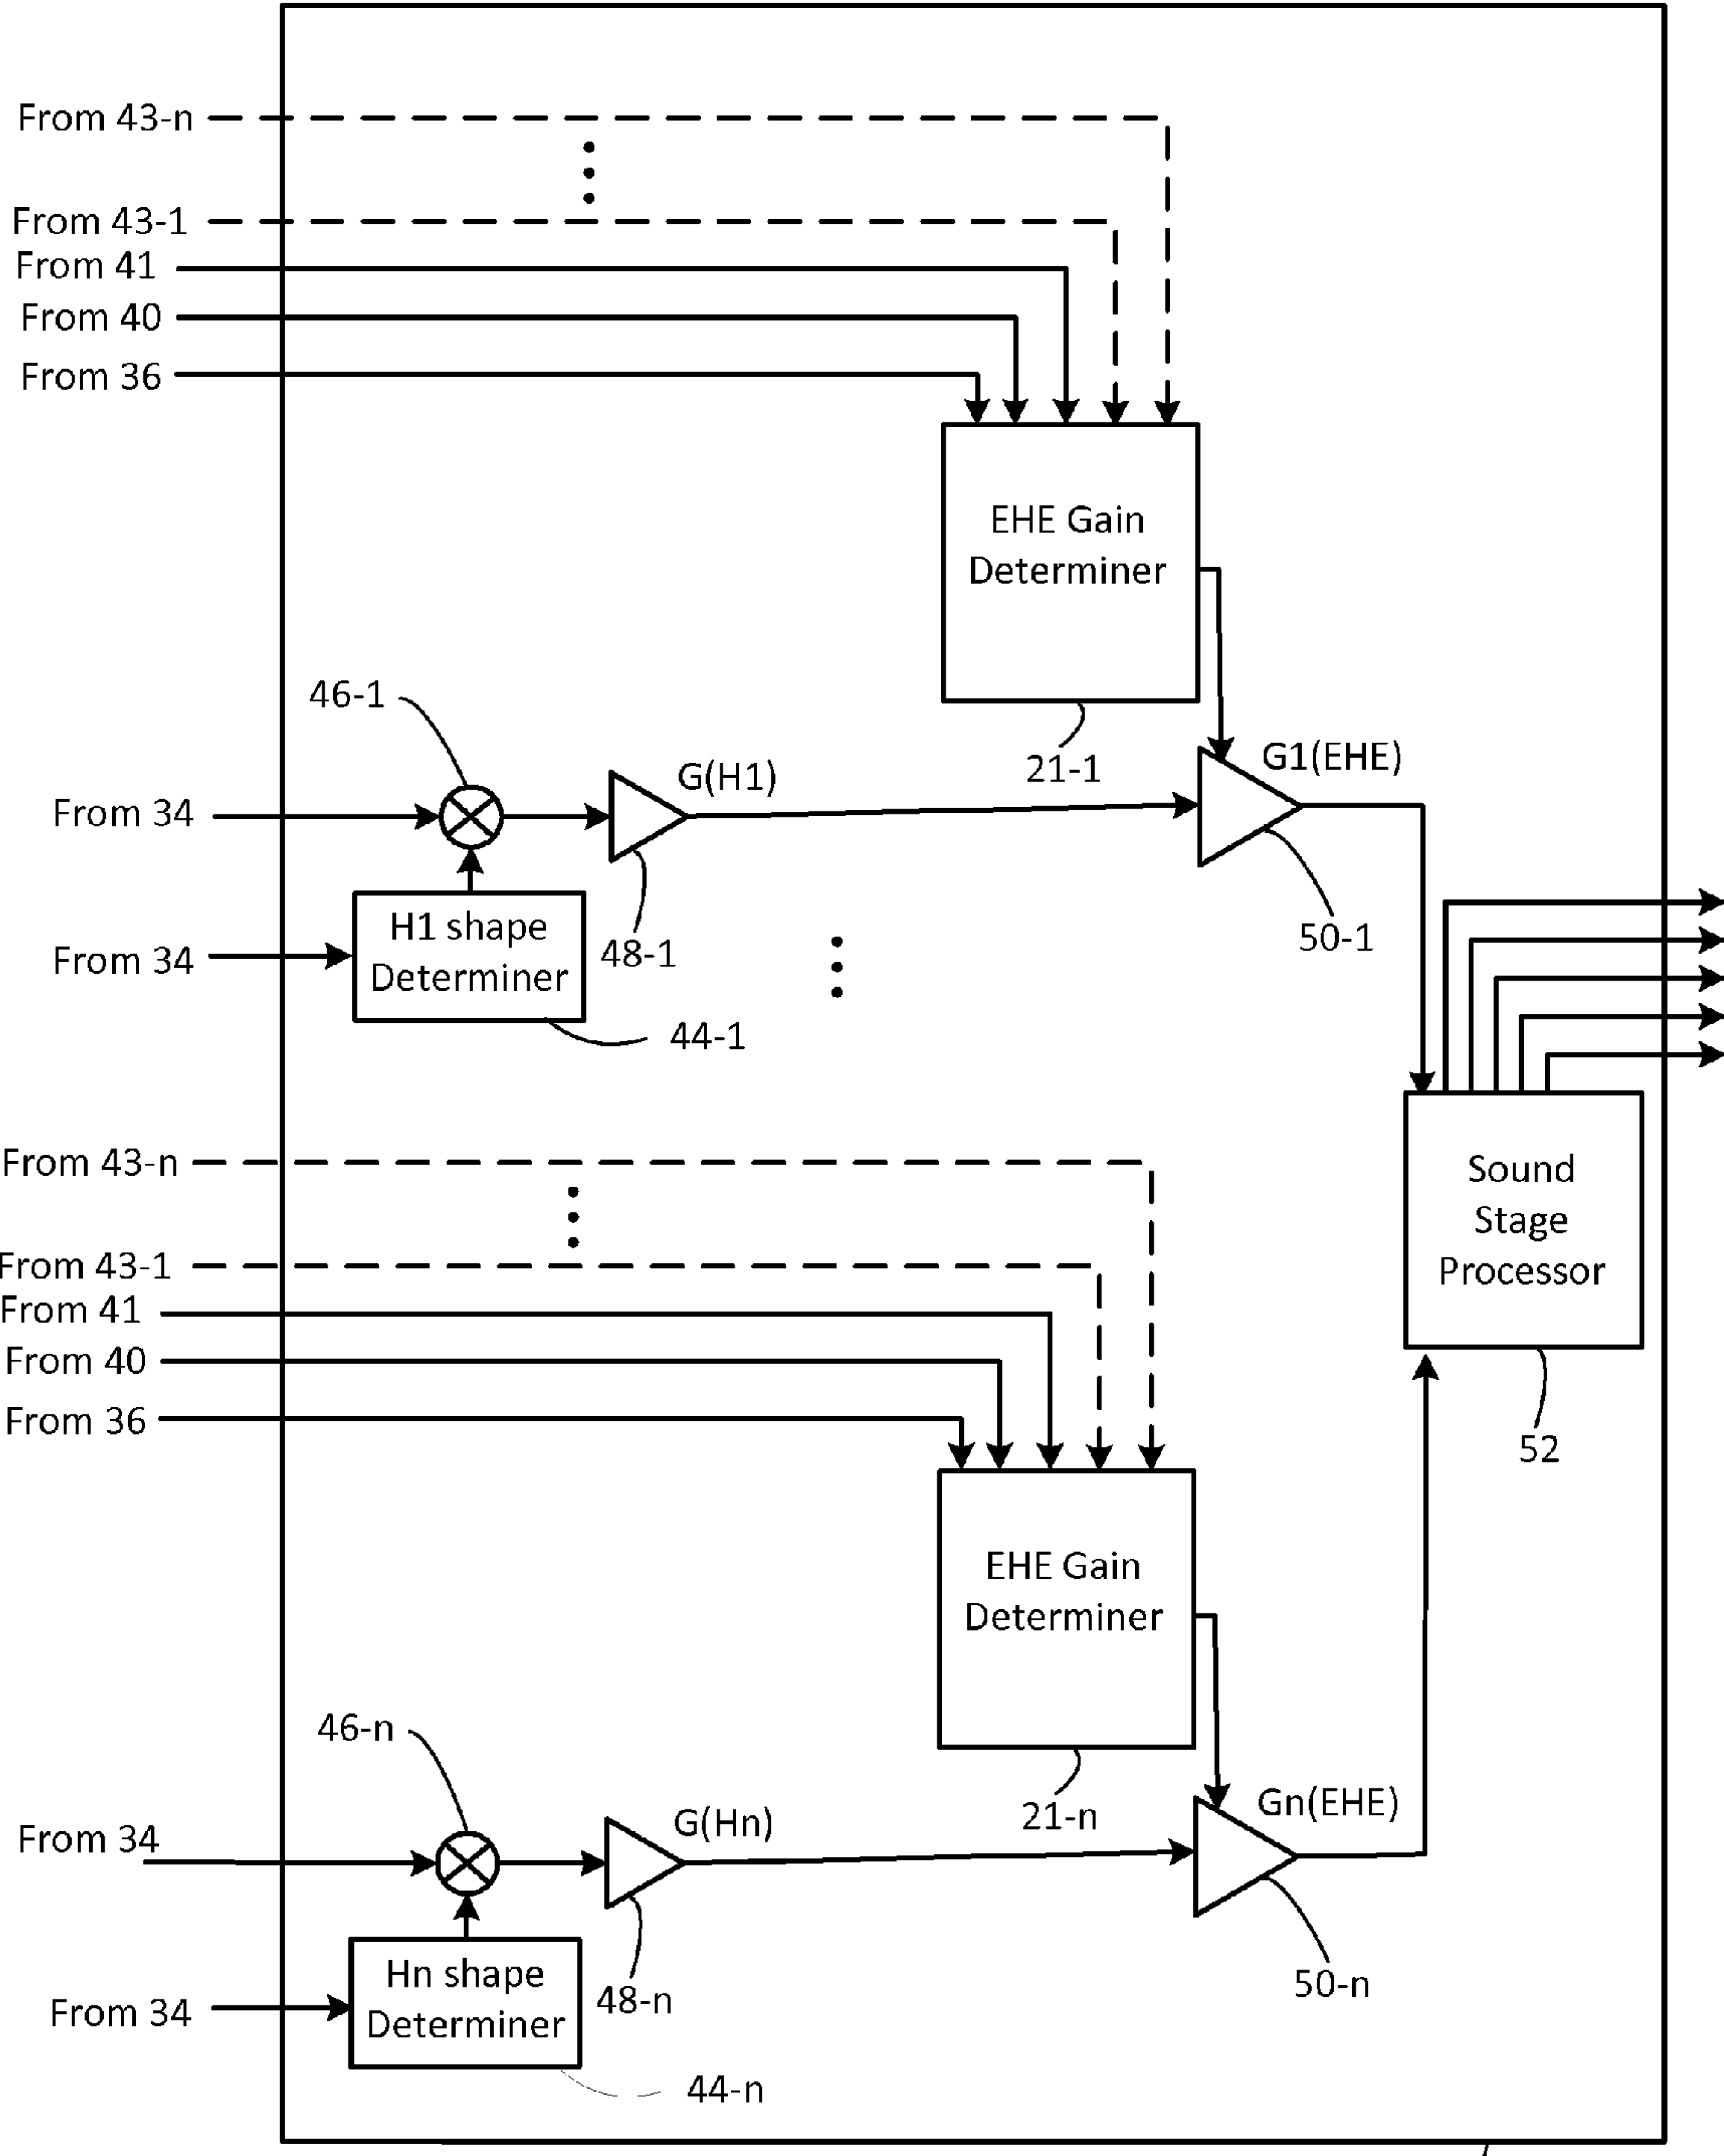 From 43-n
From 43-1
From 41
From 40
From 36
EHE Gain
Determiner
46-1
21-1
G1(EHE)
G(H1)
From 34
H1 shape
Determiner
From 34
48-1
50-1
44-1
From 43-n
Sound
Stage
Processor
From 43-1
From 41
From 40
From 36
52
EHE Gain
Determiner
46-n
21-n
Gn(EHE)
G(Hn)
From 34
Hn shape
Determiner
From 34
48-n
50-n
44-n